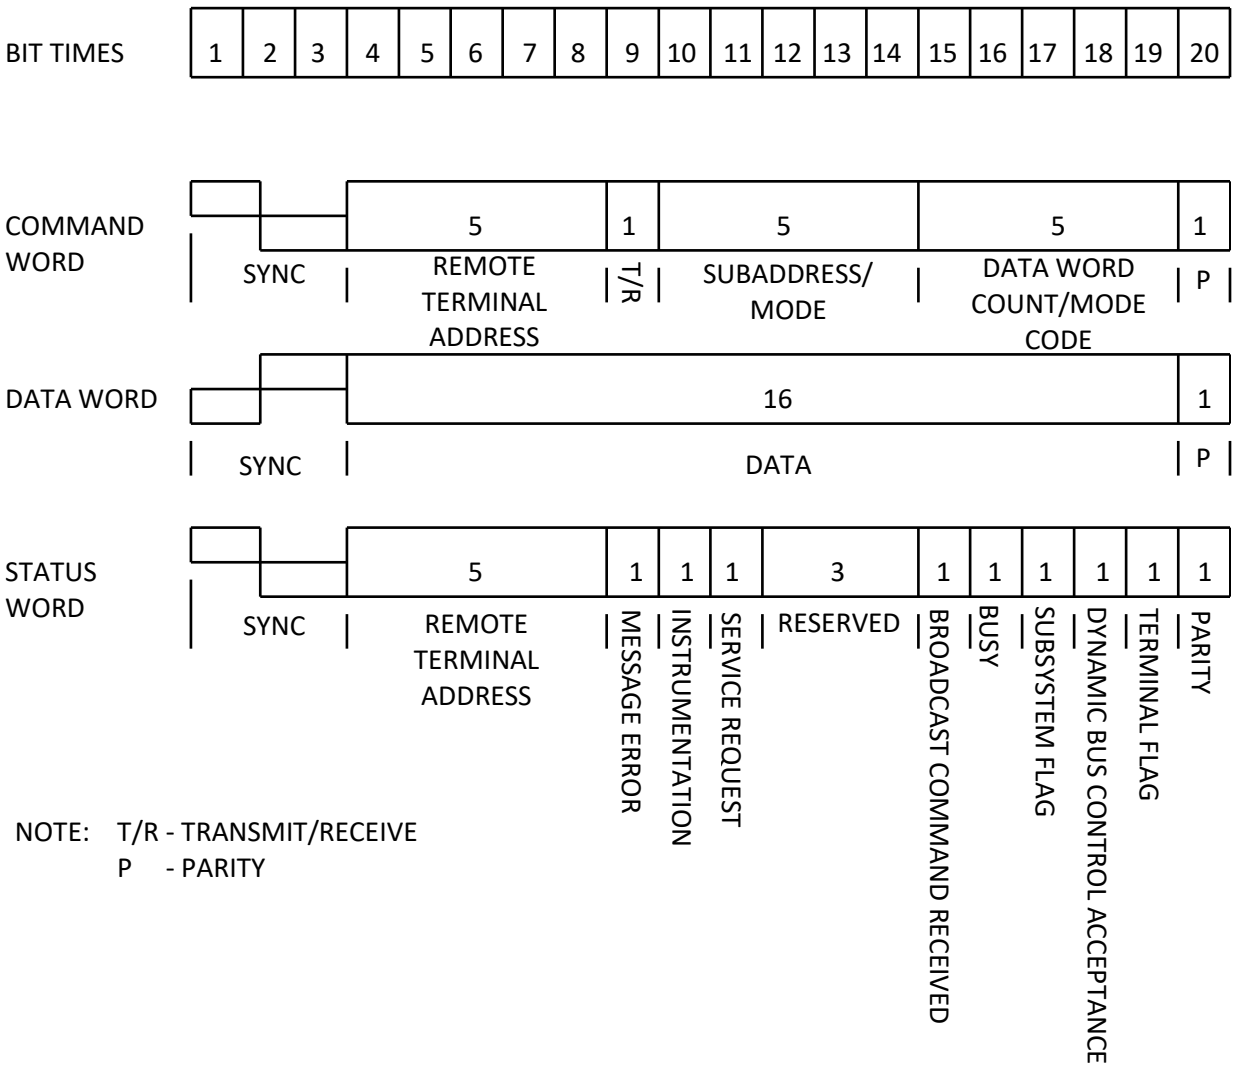 BIT TIMES 1 2 3 4 5 6 7 8 9 10 11 12 13 14 15 16 17 18 19 20
COMMAND
WORD
5 1 5 5 1
SYNC
REMOTE
TERMINAL
ADDRESS
T/R
SUBADDRESS/
MODE
DATA WORD
COUNT/MODE
CODE
P
DATA WORD
16 1
SYNC
DATA
P
STATUS
WORD
5 1 1 1 3 1 1 1 1 1 1
SYNC
REMOTE
TERMINAL
ADDRESS
MESSAGE ERROR
INSTRUMENTATION
SERVICE REQUEST
RESERVED
BROADCAST COMMAND RECEIVED
BUSY
SUBSYSTEM FLAG
DYNAMIC BUS CONTROL ACCEPTANCE
TERMINAL FLAG
PARITY
NOTE: T/R - TRANSMIT/RECEIVE
P - PARITY